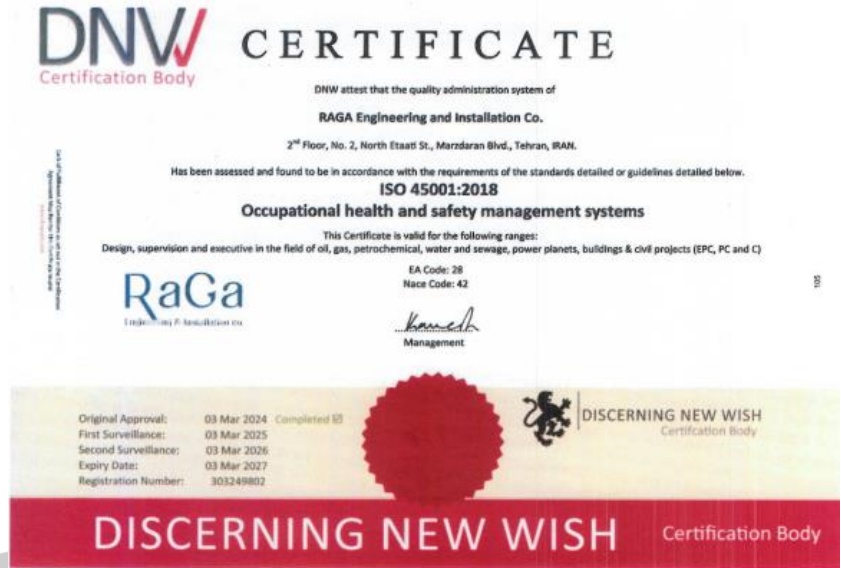 DNW
Certification Body
CERTIFICATE
DNW attest that the quality administration system of
RAGA Engineering and Installation Co.
2nd Floor, No. 2, North Etaati St., Marzdaran Blvd., Tehran, IRAN.
Has been assessed and found to be in accordance with the requirements of the standards detailed or guidelines detailed below.
ISO 45001:2018
Occupational health and safety management systems
This Certificate is valid for the following ranges:
Design, supervision and executive in the field of oil, gas, petrochemical, water and sewage, power planets, buildings & civil projects (EPC, PC and C)
EA Code: 28
Nace Code: 42
RaGa
Engineering & Installation co
Management
105
Original Approval: 03 Mar 2024 Completed ☑
First Surveillance: 03 Mar 2025
Second Surveillance: 03 Mar 2026
Expiry Date: 03 Mar 2027
Registration Number: 303249802
DISCERNING NEW WISH
Certifcation Body
DISCERNING NEW WISH Certification Body